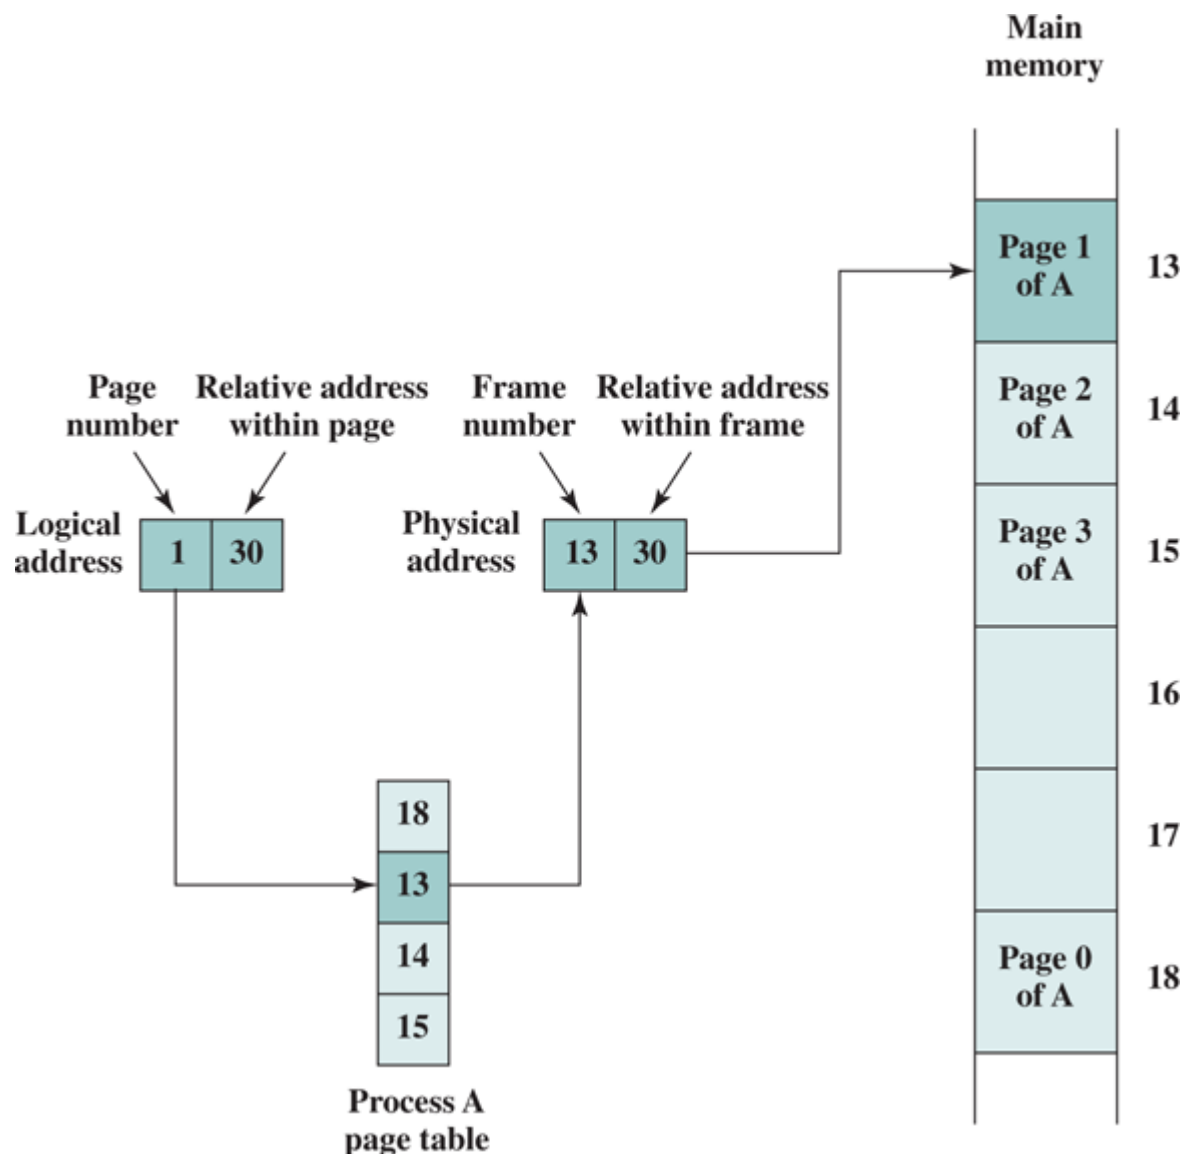 Main
memory
Page 1
of A
13
Page 2
of A
14
Page 3
of A
15
16
17
Page 0
of A
18
Page
number
Relative address
within page
Frame
number
Relative address
within frame
Logical
address
1
30
Physical
address
13
30
18
13
14
15
Process A
page table